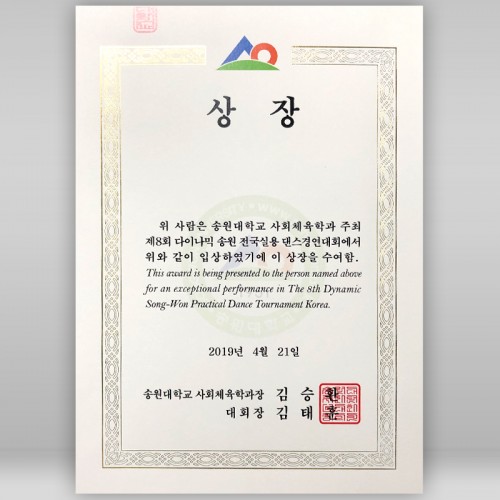 상 장
위 사람은 송원대학교 사회체육학과 주최
제8회 다이나믹 송원 전국실용 댄스경연대회에서
위와 같이 입상하였기에 이 상장을 수여함.
This award is being presented to the person named above
for an exceptional performance in The 8th Dynamic
Song-Won Practical Dance Tournament Korea.
2019년 4월 21일
송원대학교 사회체육학과장 김 승
대회장 김 태